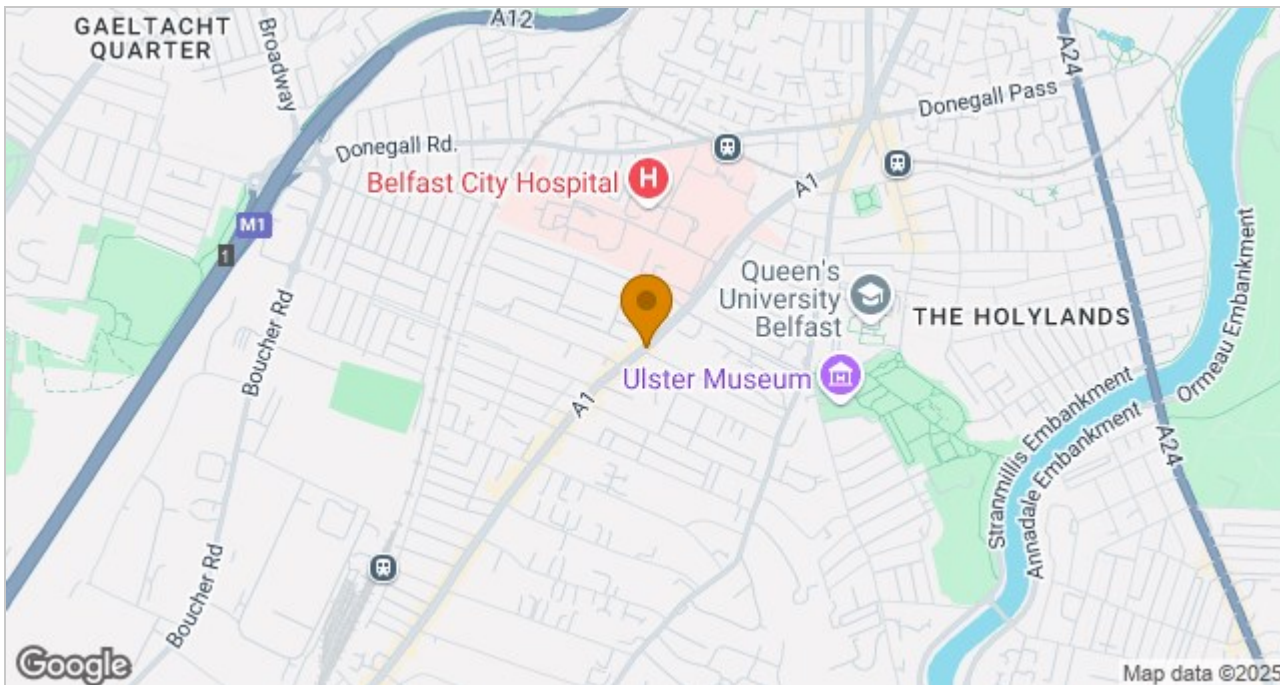 GAELTACHT
QUARTER
Broadway
A12
A24
Donegall Pass
Donegall Rd.
Belfast City Hospital
H
A1
M1
1
Queen's
University
Belfast
THE HOLYLANDS
Ormeau Embankment
Boucher Rd
Ulster Museum
A1
Stranmillis Embankment
Annadale Embankment
A24
Boucher Rd
Google
Map data ©2025